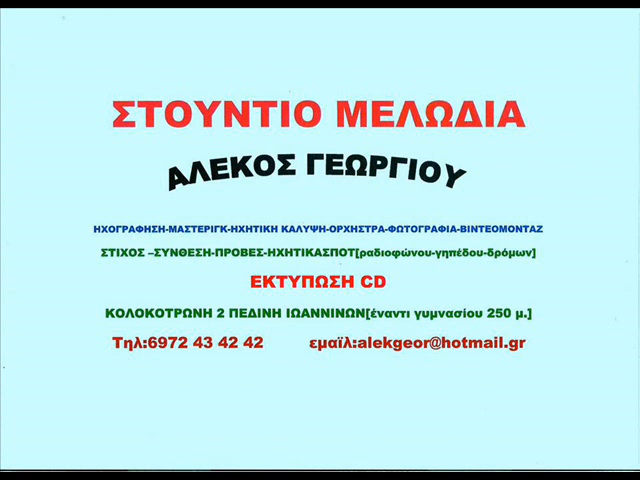 ΣΤΟΥΝΤΙΟ ΜΕΛΩΔΙΑ
ΑΛΕΚΟΣ ΓΕΩΡΓΙΟΥ
ΗΧΟΓΡΑΦΗΣΗ-ΜΑΣΤΕΡΙΓΚ-ΗΧΗΤΙΚΗ ΚΑΛΥΨΗ-ΟΡΧΗΣΤΡΑ-ΦΩΤΟΓΡΑΦΙΑ-ΒΙΝΤΕΟΜΟΝΤΑΖ
ΣΤΙΧΟΣ –ΣΥΝΘΕΣΗ-ΠΡΟΒΕΣ-ΗΧΗΤΙΚΑΣΠΟΤ[ραδιοφώνου-γηπέδου-δρόμων]
ΕΚΤΥΠΩΣΗ CD
ΚΟΛΟΚΟΤΡΩΝΗ 2 ΠΕΔΙΝΗ ΙΩΑΝΝΙΝΩΝ[έναντι γυμνασίου 250 μ.]
Τηλ:6972 43 42 42 εμαϊλ:alekgeor@hotmail.gr